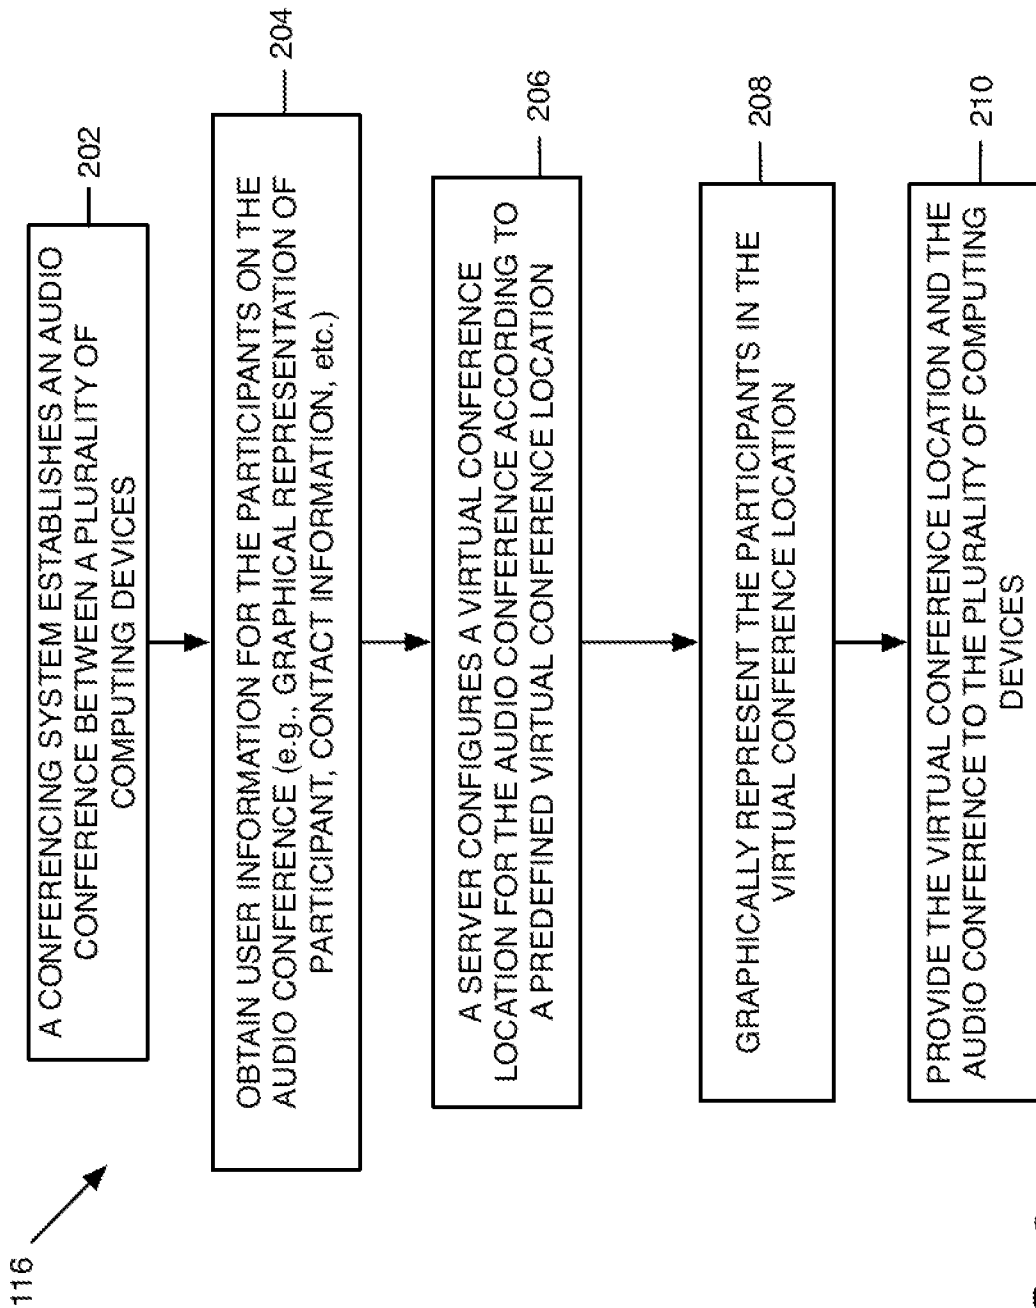 116
A CONFERENCING SYSTEM ESTABLISHES AN AUDIO
CONFERENCE BETWEEN A PLURALITY OF
COMPUTING DEVICES
202
OBTAIN USER INFORMATION FOR THE PARTICIPANTS ON THE
AUDIO CONFERENCE (e.g., GRAPHICAL REPRESENTATION OF
PARTICIPANT, CONTACT INFORMATION, etc.)
204
A SERVER CONFIGURES A VIRTUAL CONFERENCE
LOCATION FOR THE AUDIO CONFERENCE ACCORDING TO
A PREDEFINED VIRTUAL CONFERENCE LOCATION
206
GRAPHICALLY REPRESENT THE PARTICIPANTS IN THE
VIRTUAL CONFERENCE LOCATION
208
PROVIDE THE VIRTUAL CONFERENCE LOCATION AND THE
AUDIO CONFERENCE TO THE PLURALITY OF COMPUTING
DEVICES
210